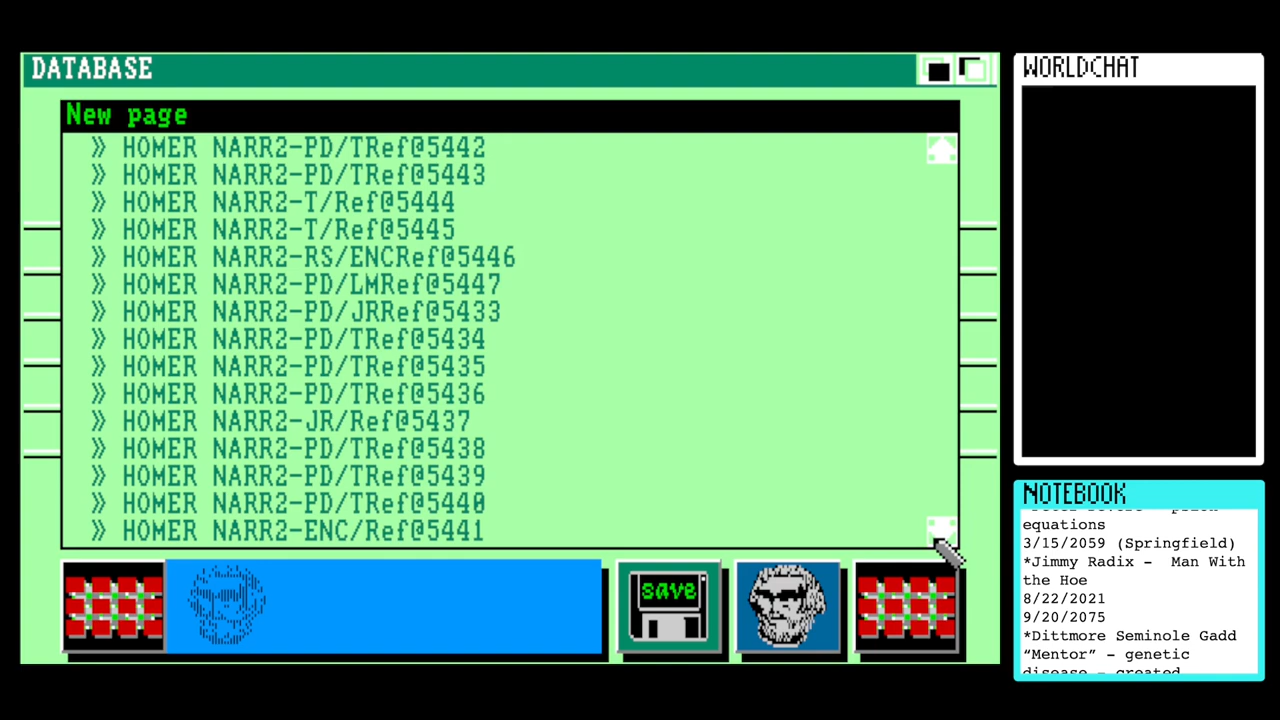 DATABASE
New page
» HOMER NARR2-PD/TRef@5442
» HOMER NARR2-PD/TRef@5443
» HOMER NARR2-T/Ref@5444
» HOMER NARR2-T/Ref@5445
» HOMER NARR2-RS/ENCRef@5446
» HOMER NARR2-PD/LMRef@5447
» HOMER NARR2-PD/JRRef@5433
» HOMER NARR2-PD/TRef@5434
» HOMER NARR2-PD/TRef@5435
» HOMER NARR2-PD/TRef@5436
» HOMER NARR2-JR/Ref@5437
» HOMER NARR2-PD/TRef@5438
» HOMER NARR2-PD/TRef@5439
» HOMER NARR2-PD/TRef@5440
» HOMER NARR2-ENC/Ref@5441
save
WORLDCHAT
NOTEBOOK
equations
3/15/2059 (Springfield)
*Jimmy Radix - Man With
the Hoe
8/22/2021
9/20/2075
*Dittmore Seminole Gadd
“Mentor” - genetic
disease - created